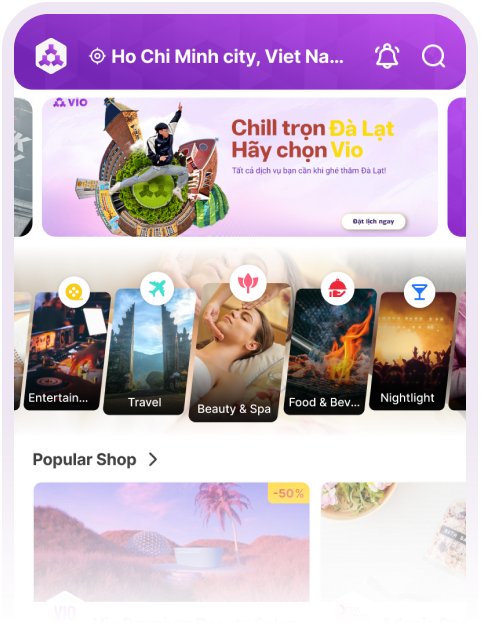 Ho Chi Minh city, Viet Na...
VIO
Chill trọn Đà Lạt
Hãy chọn Vio
Tất cả dịch vụ bạn cần khi ghé thăm Đà Lạt!
Đặt lịch ngay
Entertain...
Travel
Beauty & Spa
Food & Bev...
Nightlight
Popular Shop
-50%
VIO